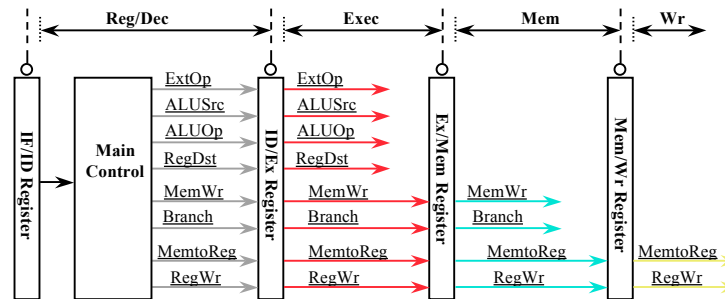 Reg/Dec Exec Mem Wr
ExtOp ExtOp
ALUSrc ALUSrc
ALUOp ALUOp
RegDst RegDst
MemWr MemWr MemWr
Branch Branch Branch
MemtoReg MemtoReg MemtoReg MemtoReg
RegWr RegWr RegWr RegWr
IF/ID Register
Main
Control
ID/Ex Register
Ex/Mem Register
Mem/Wr Register